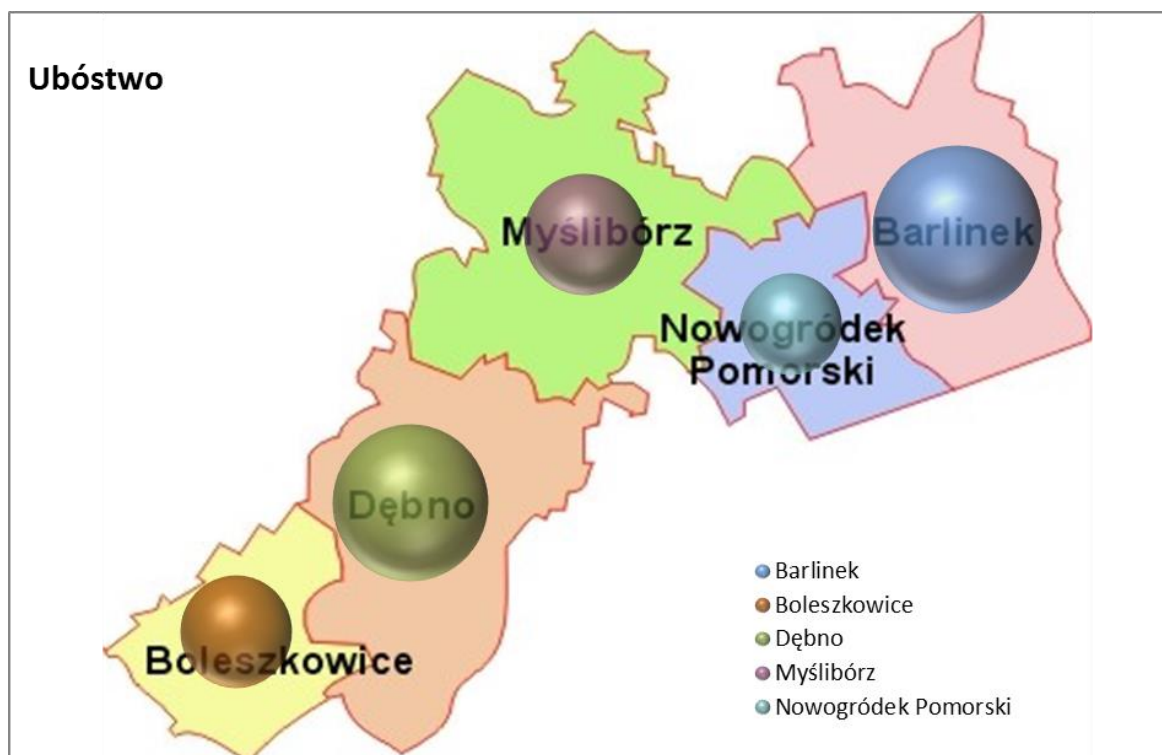 Ubóstwo
Myślibórz
Barlinek
Nowogródek
Pomorski
Dębno
Boleszkowice
Barlinek
Boleszkowice
Dębno
Myślibórz
Nowogródek Pomorski